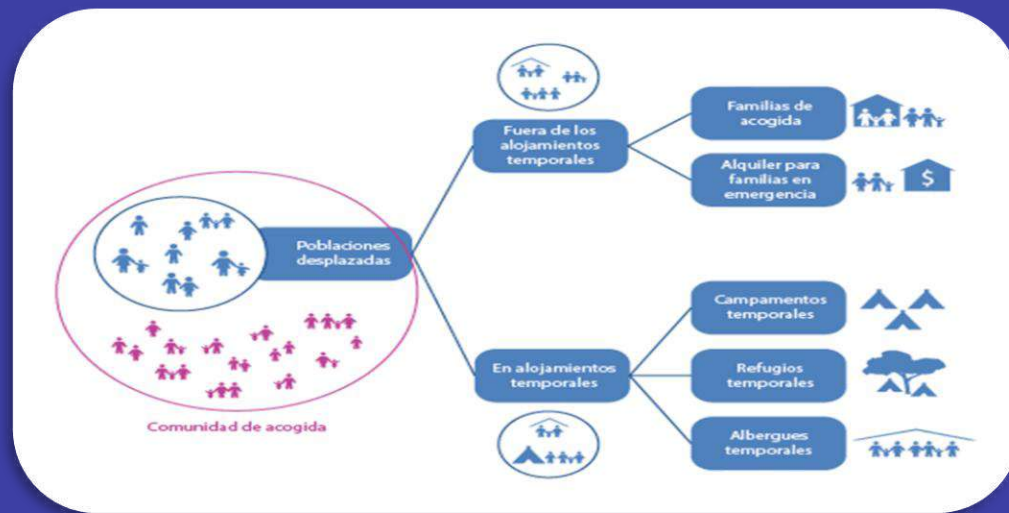 Fuera de los
alojamientos
temporales
Familias de
acogida
Alquiler para
familias en
emergencia
$
Poblaciones
desplazadas
Comunidad de acogida
En alojamientos
temporales
Campamentos
temporales
Refugios
temporales
Albergues
temporales